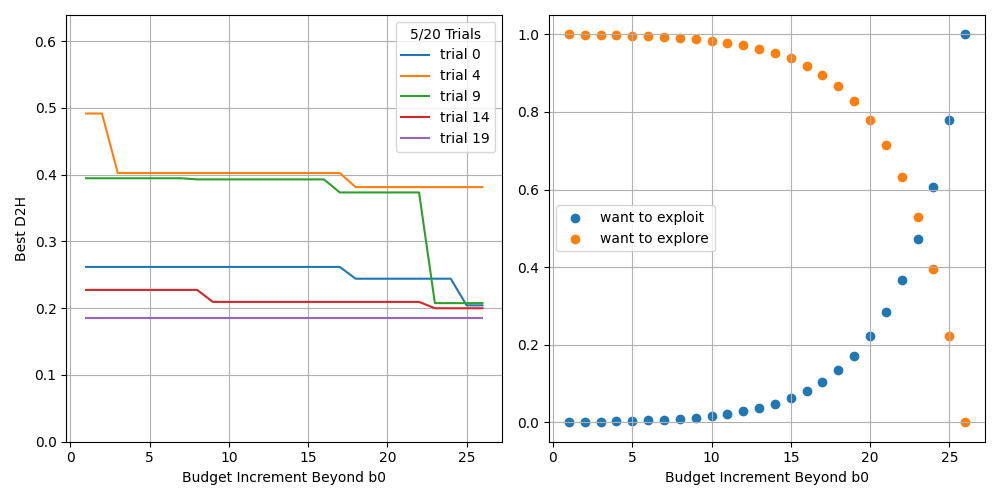 5/20 Trials
trial 0
trial 4
trial 9
trial 14
trial 19
Best D2H
0.6
0.5
0.4
0.3
0.2
0.1
0.0
0
5
10
15
20
25
Budget Increment Beyond b0
1.0
0.8
0.6
0.4
0.2
0.0
want to exploit
want to explore
0
5
10
15
20
25
Budget Increment Beyond b0